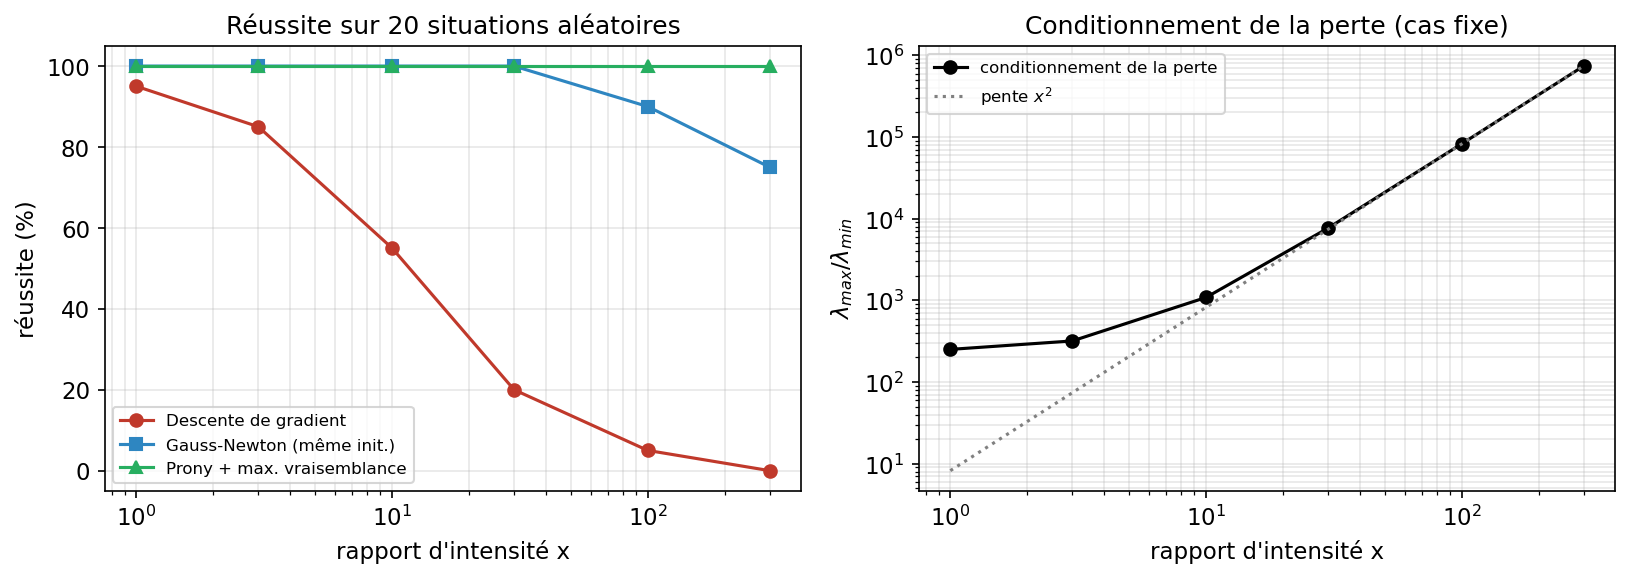 Réussite sur 20 situations aléatoires
100
80
60
40
20
0
réussite (%)
Descente de gradient
Gauss-Newton (même init.)
Prony + max. vraisemblance
10⁰
10¹
10²
rapport d'intensité x
Conditionnement de la perte (cas fixe)
10⁶
10⁵
10⁴
10³
10²
10¹
λmax/λmin
conditionnement de la perte
pente x²
10⁰
10¹
10²
rapport d'intensité x